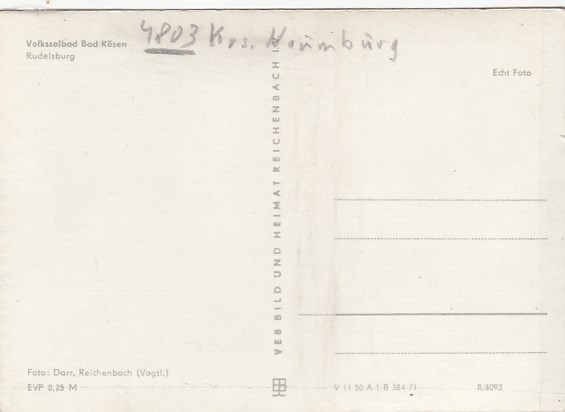 4803 Krs. Naumburg
Volkssolbad Bad Kösen
Rudelsburg
Echt Foto
VEB BILD UND HEIMAT REICHENBACH I.
Foto: Darr, Reichenbach (Vogtl.)
EVP 0,25 M
V 11 50 A 1 B 384 71
8/4093